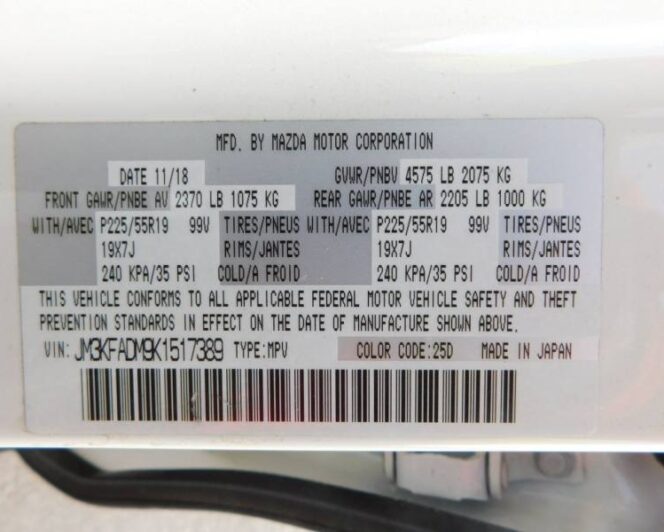 MFD. BY MAZDA MOTOR CORPORATION
DATE 11/18 GVWR/PNBV 4575 LB 2075 KG
FRONT GAWR/PNBE AV 2370 LB 1075 KG REAR GAWR/PNBE AR 2205 LB 1000 KG
WITH/AVEC P225/55R19 99V TIRES/PNEUS WITH/AVEC P225/55R19 99V TIRES/PNEUS
19X7J RIMS/JANTES 19X7J RIMS/JANTES
240 KPA/35 PSI COLD/A FROID 240 KPA/35 PSI COLD/A FROID
THIS VEHICLE CONFORMS TO ALL APPLICABLE FEDERAL MOTOR VEHICLE SAFETY AND THEFT
PREVENTION STANDARDS IN EFFECT ON THE DATE OF MANUFACTURE SHOWN ABOVE.
VIN: JM3KFADM9K1517389 TYPE:MPV COLOR CODE:25D MADE IN JAPAN